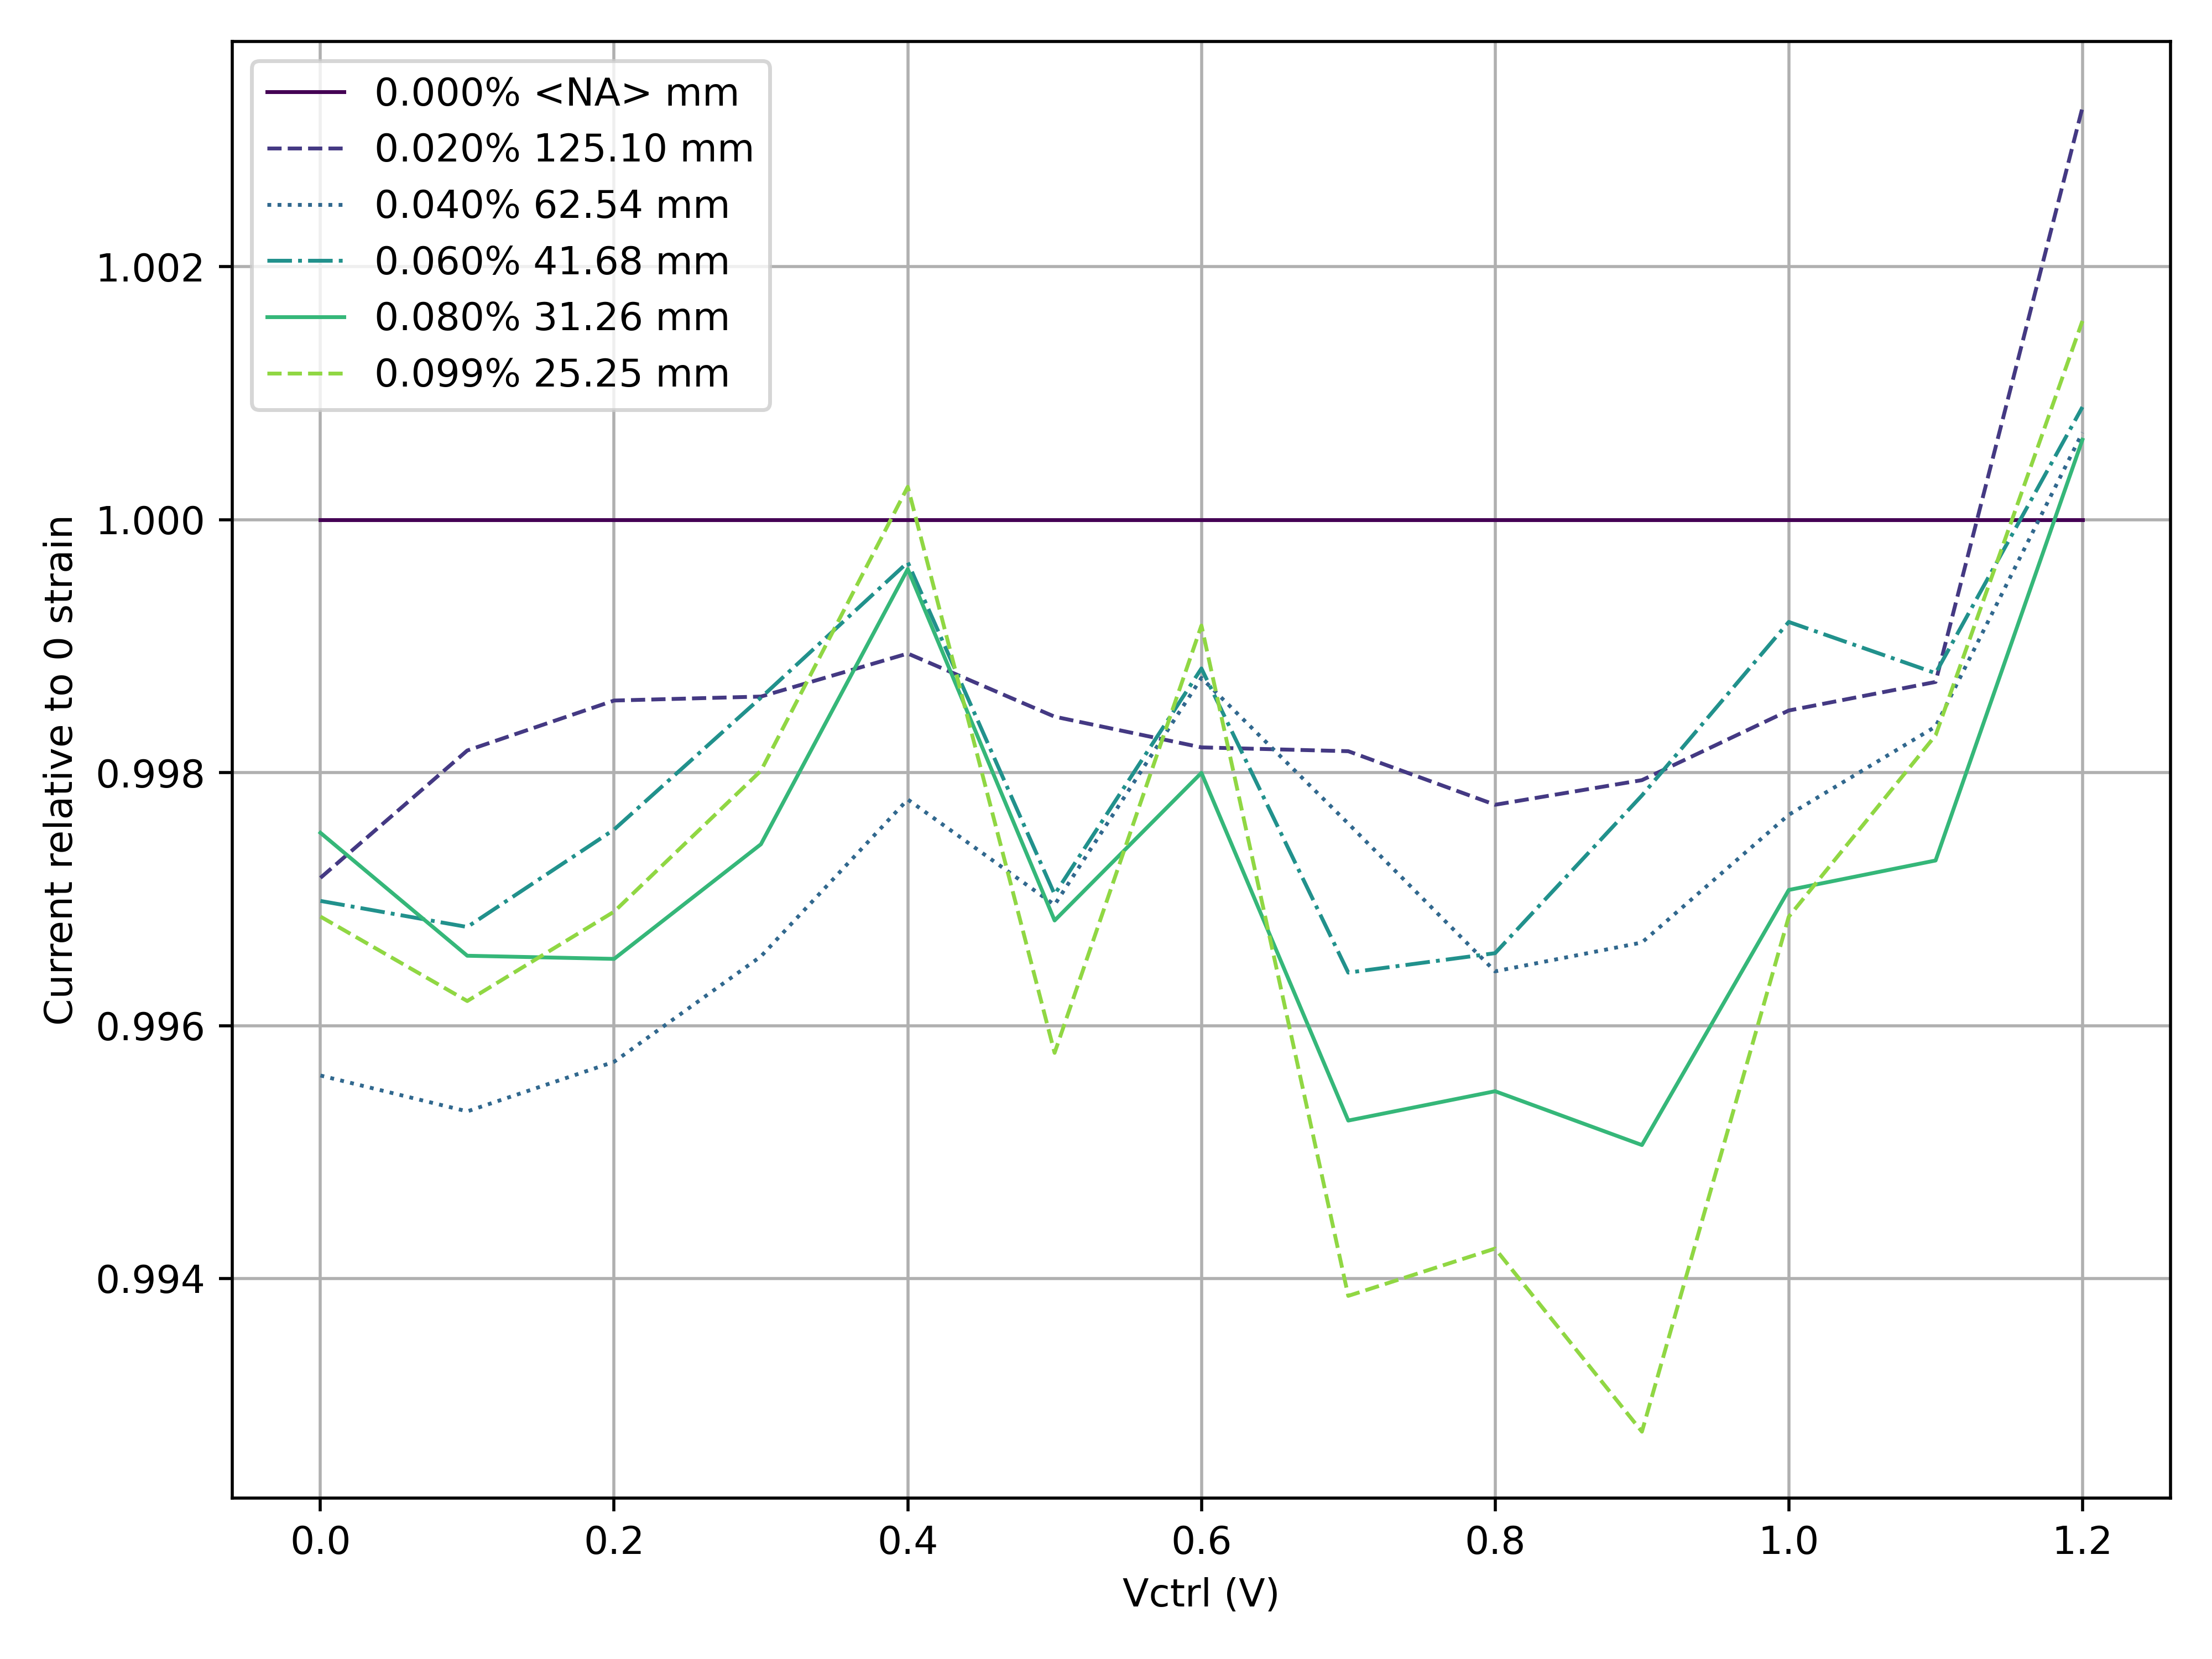 0.000% <NA> mm
0.020% 125.10 mm
0.040% 62.54 mm
0.060% 41.68 mm
0.080% 31.26 mm
0.099% 25.25 mm
1.002
1.000
0.998
0.996
0.994
Current relative to 0 strain
0.0 0.2 0.4 0.6 0.8 1.0 1.2
Vctrl (V)